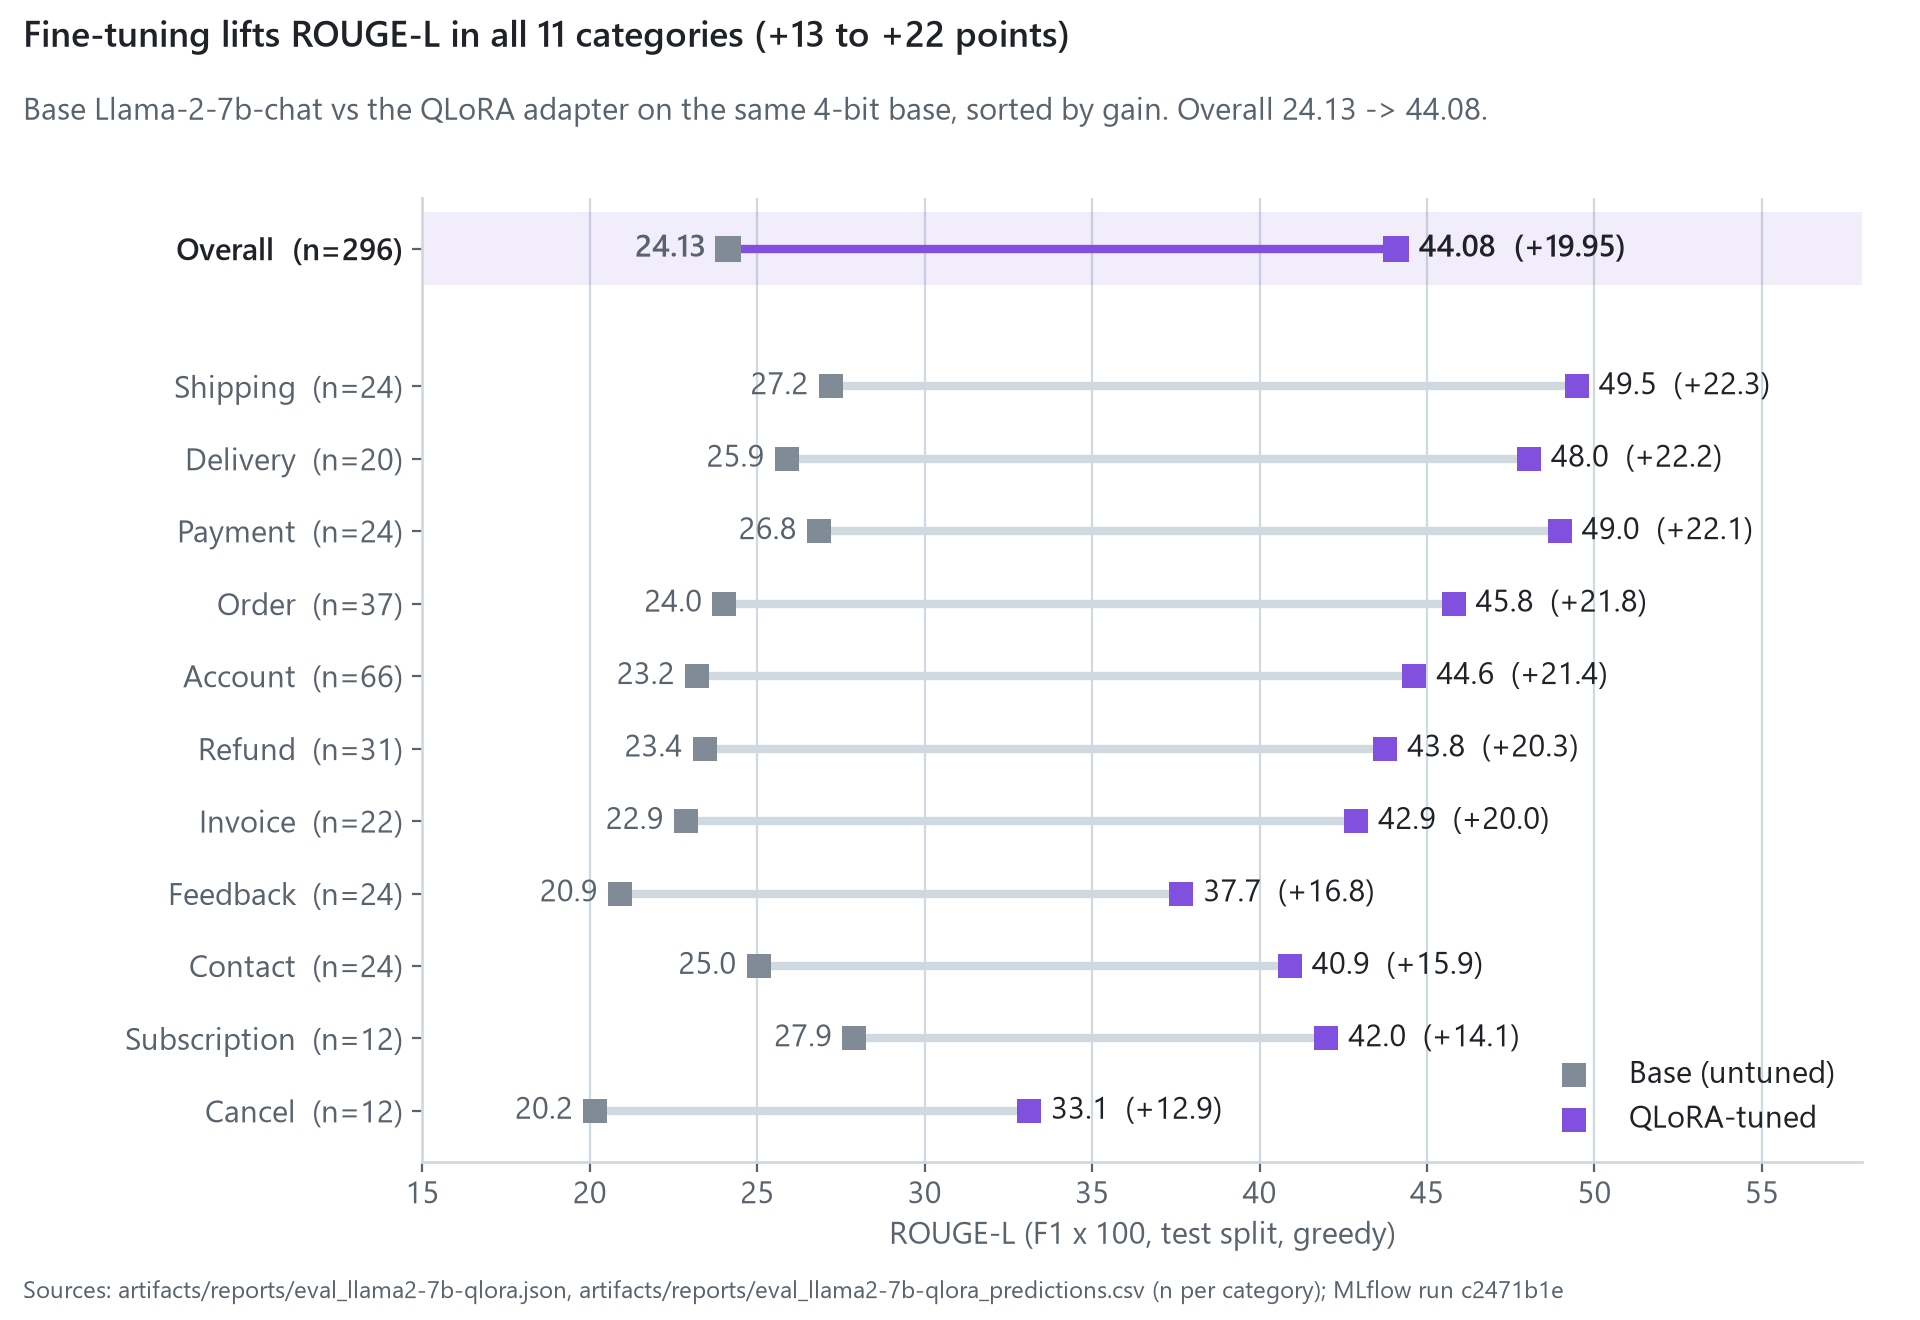 Fine-tuning lifts ROUGE-L in all 11 categories (+13 to +22 points)
Base Llama-2-7b-chat vs the QLoRA adapter on the same 4-bit base, sorted by gain. Overall 24.13 -> 44.08.
Overall (n=296) 24.13 44.08 (+19.95)
Shipping (n=24) 27.2 49.5 (+22.3)
Delivery (n=20) 25.9 48.0 (+22.2)
Payment (n=24) 26.8 49.0 (+22.1)
Order (n=37) 24.0 45.8 (+21.8)
Account (n=66) 23.2 44.6 (+21.4)
Refund (n=31) 23.4 43.8 (+20.3)
Invoice (n=22) 22.9 42.9 (+20.0)
Feedback (n=24) 20.9 37.7 (+16.8)
Contact (n=24) 25.0 40.9 (+15.9)
Subscription (n=12) 27.9 42.0 (+14.1)
Cancel (n=12) 20.2 33.1 (+12.9)
Base (untuned)
QLoRA-tuned
15 20 25 30 35 40 45 50 55
ROUGE-L (F1 x 100, test split, greedy)
Sources: artifacts/reports/eval_llama2-7b-qlora.json, artifacts/reports/eval_llama2-7b-qlora_predictions.csv (n per category); MLflow run c2471b1e